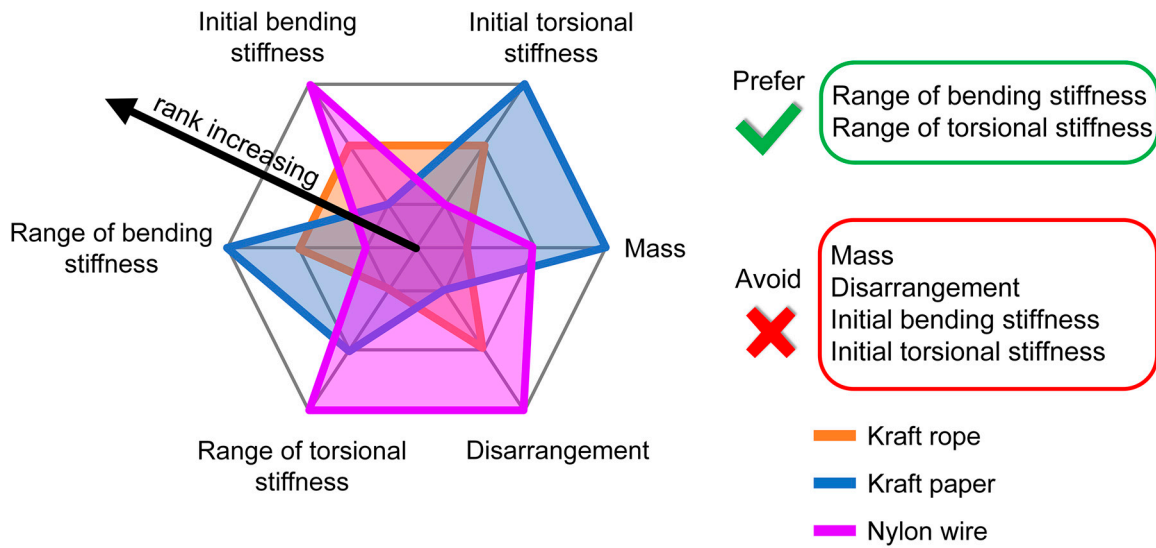 Initial bending
stiffness
Initial torsional
stiffness
rank increasing
Range of bending
stiffness
Mass
Range of torsional
stiffness
Disarrangement
Prefer
Range of bending stiffness
Range of torsional stiffness
Avoid
Mass
Disarrangement
Initial bending stiffness
Initial torsional stiffness
Kraft rope
Kraft paper
Nylon wire